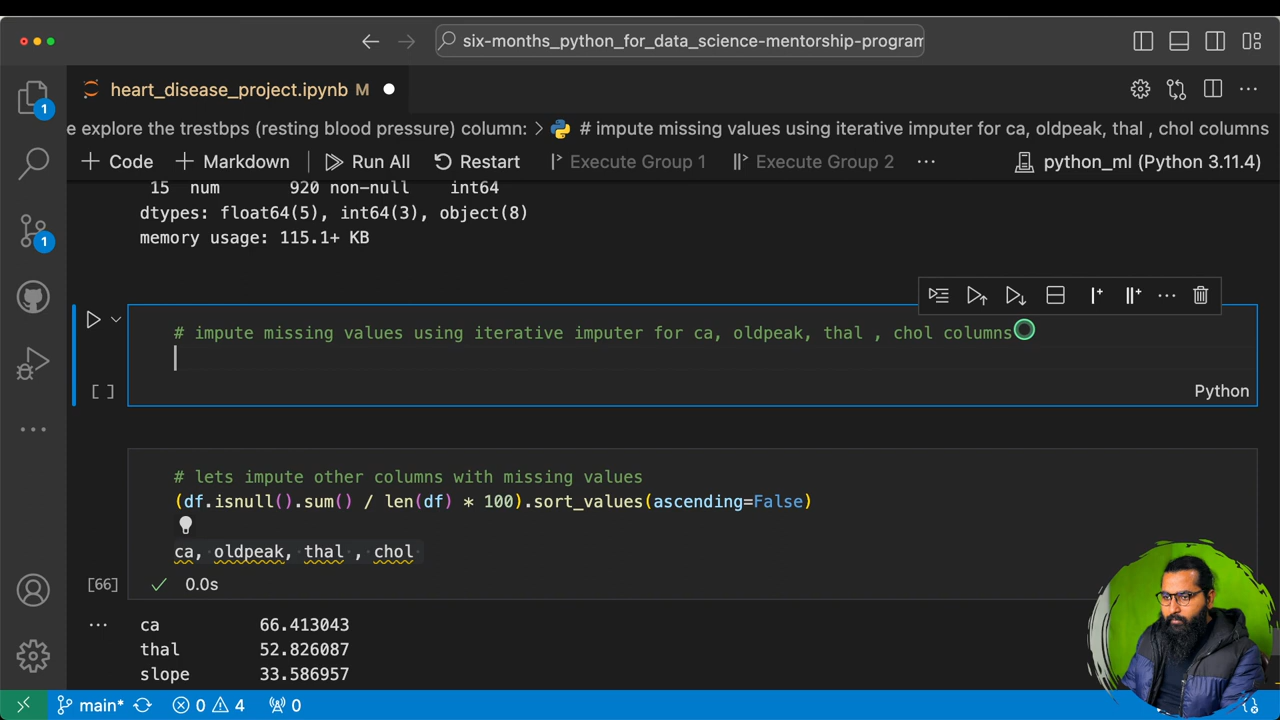 six-months_python_for_data_science-mentorship-program
heart_disease_project.ipynb M
e explore the trestbps (resting blood pressure) column: > # impute missing values using iterative imputer for ca, oldpeak, thal , chol columns
+ Code + Markdown Run All Restart Execute Group 1 Execute Group 2 ... python_ml (Python 3.11.4)
15 num 920 non-null int64
dtypes: float64(5), int64(3), object(8)
memory usage: 115.1+ KB
# impute missing values using iterative imputer for ca, oldpeak, thal , chol columns
[ ] Python
# lets impute other columns with missing values
(df.isnull().sum() / len(df) * 100).sort_values(ascending=False)
ca, oldpeak, thal , chol
[66] 0.0s
... ca 66.413043
thal 52.826087
slope 33.586957
1
1
main* 0 4 0